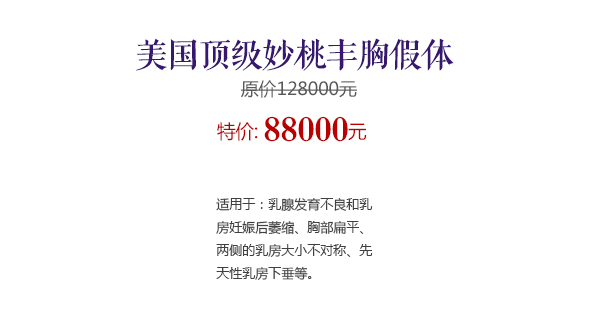 美国顶级妙桃丰胸假体
原价128000元
特价: 88000元
适用于：乳腺发育不良和乳
房妊娠后萎缩、胸部扁平、
两侧的乳房大小不对称、先
天性乳房下垂等。